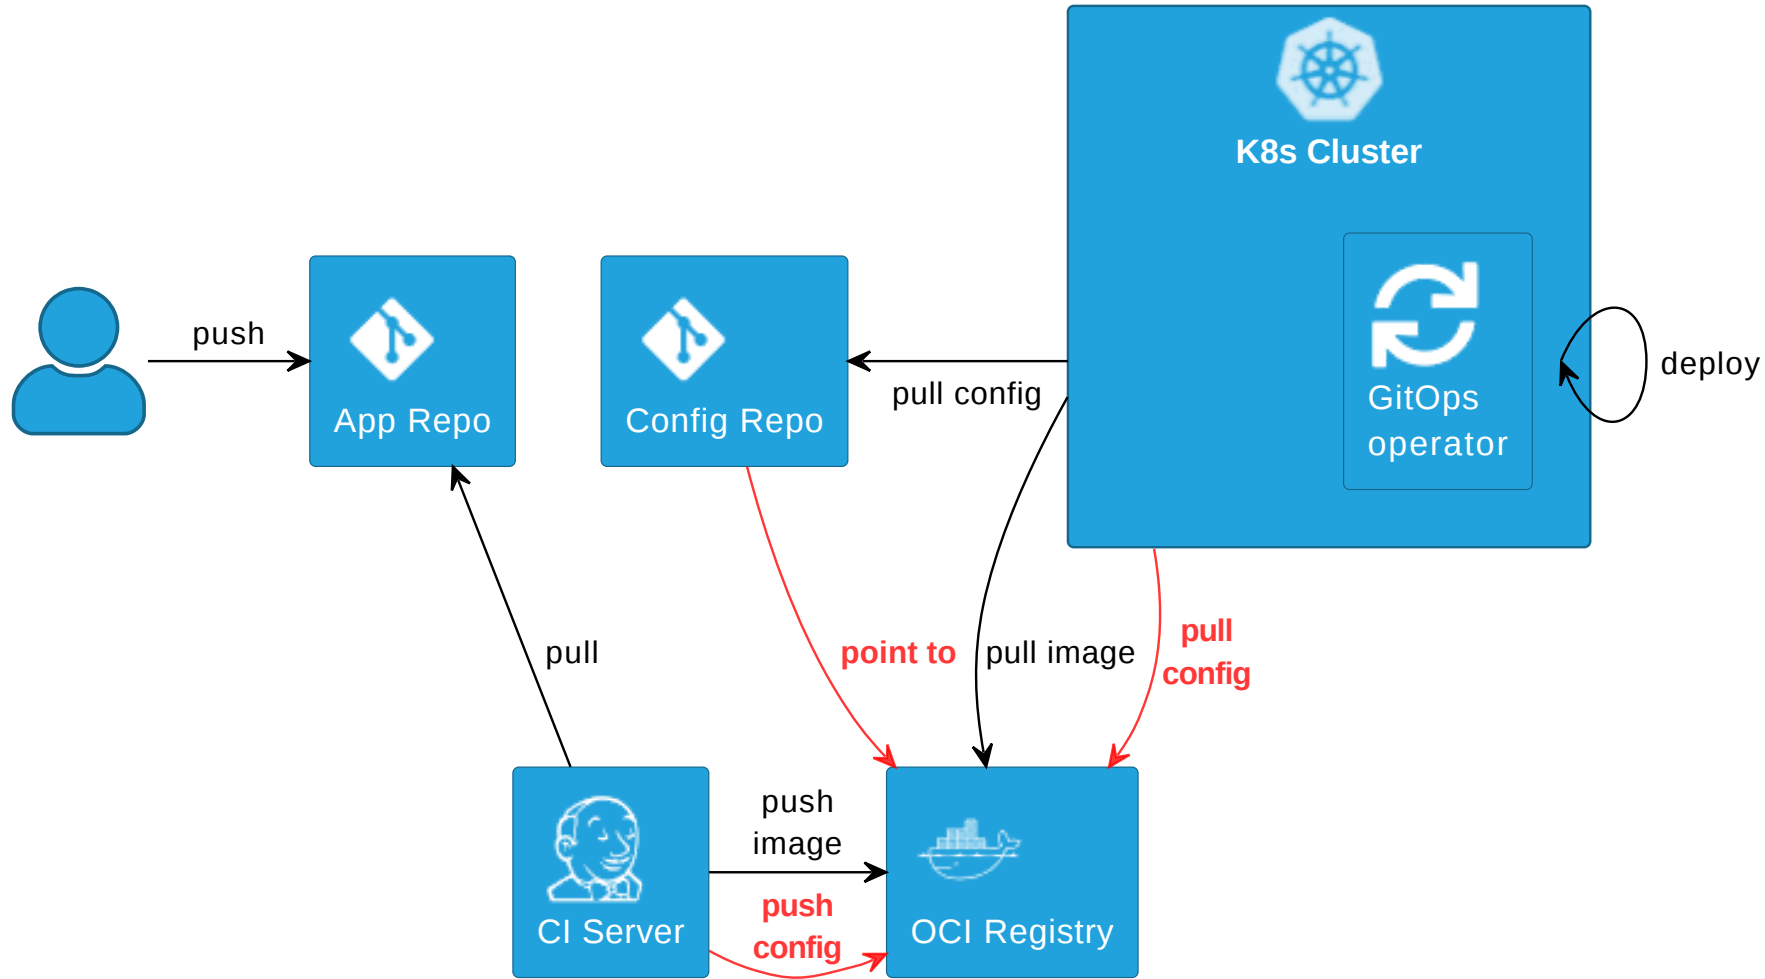 K8s Cluster
push
App Repo
Config Repo
pull config
GitOps
operator
deploy
pull
point to
pull image
pull
config
push
image
push
config
CI Server
OCI Registry